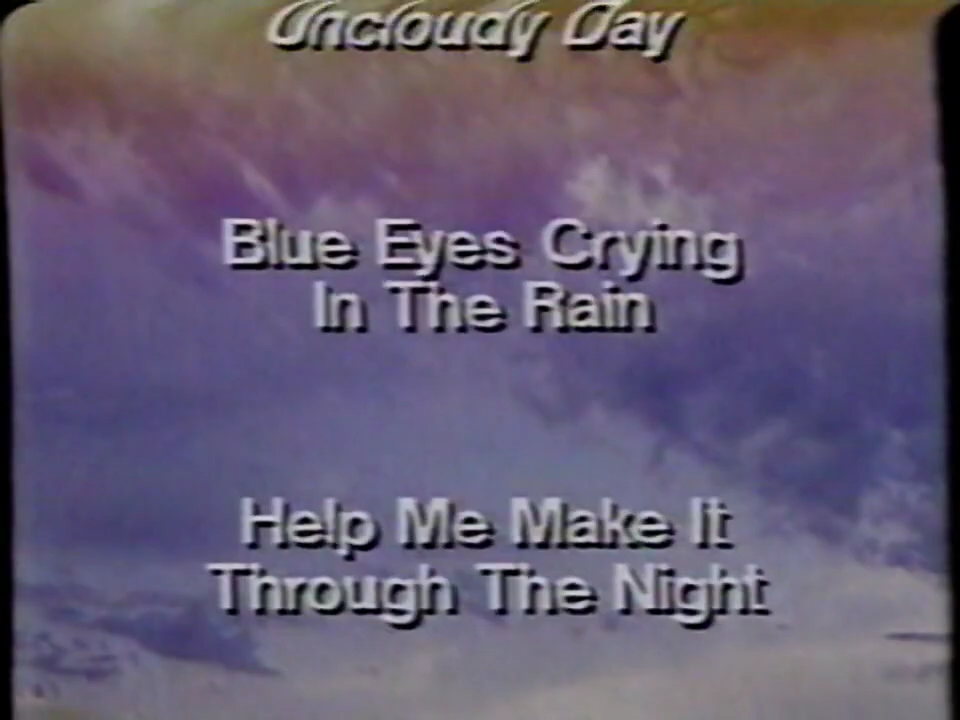 Uncloudy Day
Blue Eyes Crying
In The Rain
Help Me Make It
Through The Night